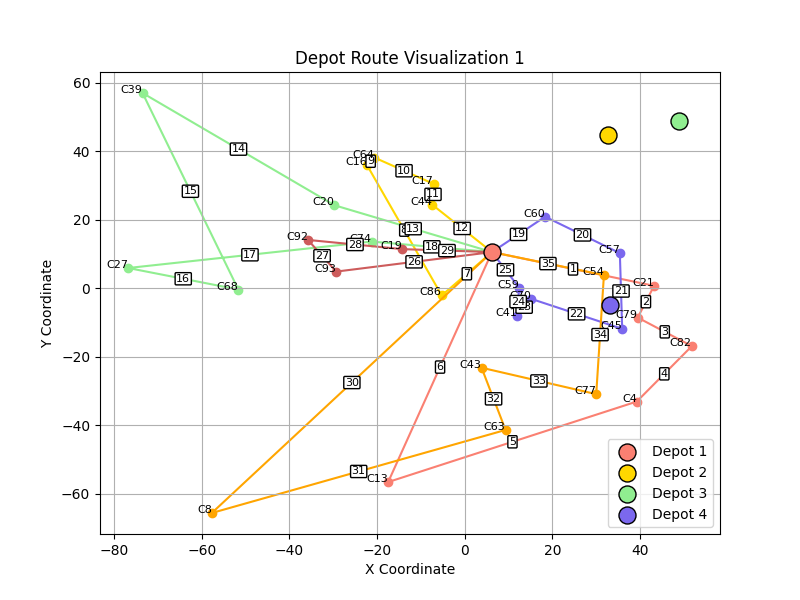 Depot Route Visualization 1
Y Coordinate
60
40
20
0
−20
−40
−60
C39
14
15
C64
C16
9
10
C17
11
C44
C20
12
13
C60
19
20
C92
C74
C19
28
18
29
27
C93
26
17
C27
16
C68
C57
35
1
C54
25
7
C86
C59
24
C41
C21
21
2
C79
22
C45
34
3
C82
6
C43
33
C77
4
C4
30
32
C63
5
31
C13
C8
Depot 1
Depot 2
Depot 3
Depot 4
−80
−60
−40
−20
0
20
40
X Coordinate